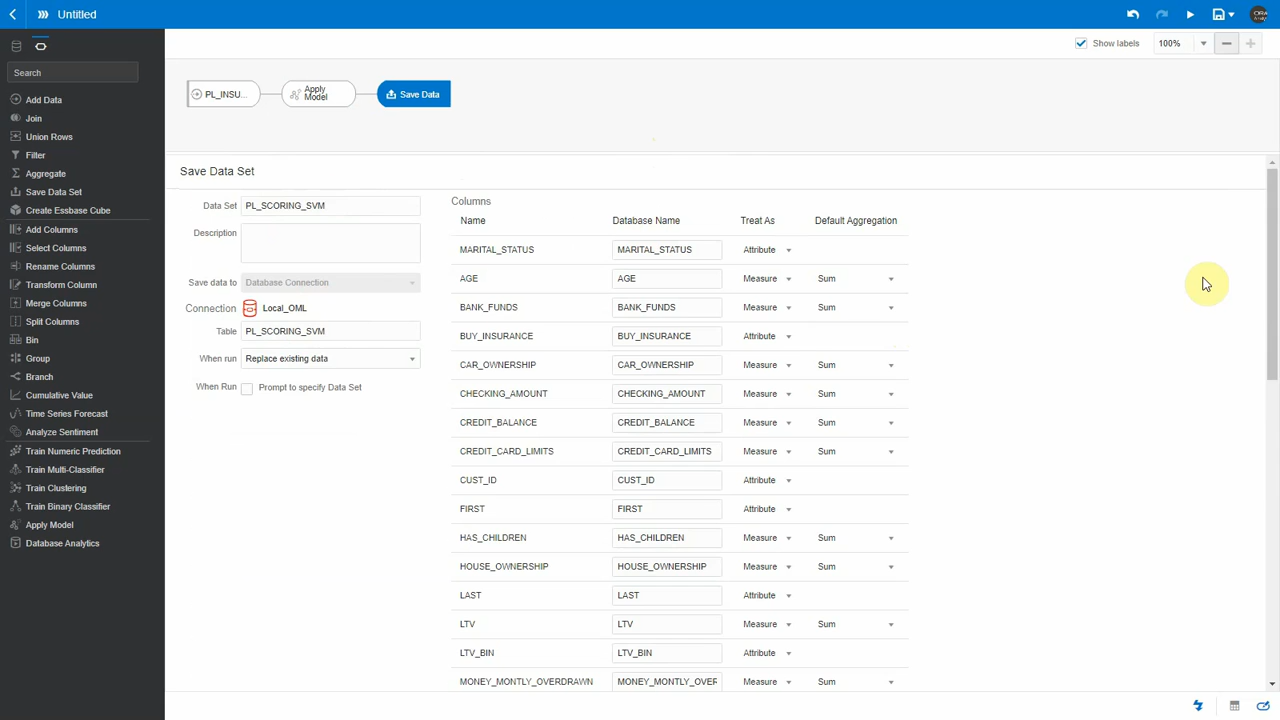 Untitled
Show labels 100%
Search
Add Data
Join
Union Rows
Filter
Aggregate
Save Data Set
Create Essbase Cube
Add Columns
Select Columns
Rename Columns
Transform Column
Merge Columns
Split Columns
Bin
Group
Branch
Cumulative Value
Time Series Forecast
Analyze Sentiment
Train Numeric Prediction
Train Multi-Classifier
Train Clustering
Train Binary Classifier
Apply Model
Database Analytics
PL_INSU...
Apply
Model
Save Data
Save Data Set
Data Set PL_SCORING_SVM
Description
Save data to Database Connection
Connection Local_OML
Table PL_SCORING_SVM
When run Replace existing data
When Run Prompt to specify Data Set
Columns
Name Database Name Treat As Default Aggregation
MARITAL_STATUS MARITAL_STATUS Attribute
AGE AGE Measure Sum
BANK_FUNDS BANK_FUNDS Measure Sum
BUY_INSURANCE BUY_INSURANCE Attribute
CAR_OWNERSHIP CAR_OWNERSHIP Measure Sum
CHECKING_AMOUNT CHECKING_AMOUNT Measure Sum
CREDIT_BALANCE CREDIT_BALANCE Measure Sum
CREDIT_CARD_LIMITS CREDIT_CARD_LIMITS Measure Sum
CUST_ID CUST_ID Attribute
FIRST FIRST Attribute
HAS_CHILDREN HAS_CHILDREN Measure Sum
HOUSE_OWNERSHIP HOUSE_OWNERSHIP Measure Sum
LAST LAST Attribute
LTV LTV Measure Sum
LTV_BIN LTV_BIN Attribute
MONEY_MONTLY_OVERDRAWN MONEY_MONTLY_OVER Measure Sum